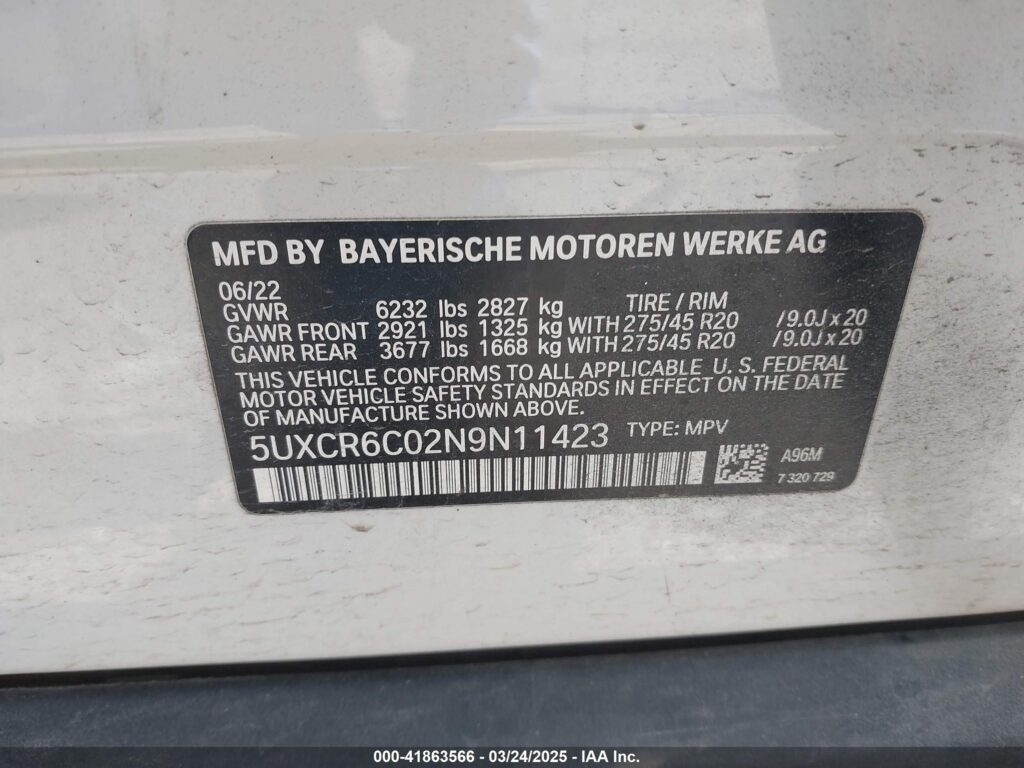 MFD BY BAYERISCHE MOTOREN WERKE AG
06/22 TIRE / RIM
GVWR 6232 lbs 2827 kg
GAWR FRONT 2921 lbs 1325 kg WITH 275/45 R20 /9.0J x 20
GAWR REAR 3677 lbs 1668 kg WITH 275/45 R20 /9.0J x 20
THIS VEHICLE CONFORMS TO ALL APPLICABLE U. S. FEDERAL
MOTOR VEHICLE SAFETY STANDARDS IN EFFECT ON THE DATE
OF MANUFACTURE SHOWN ABOVE.
5UXCR6C02N9N11423 TYPE: MPV
A96M
7 320 729
000-41863566 - 03/24/2025 - IAA Inc.